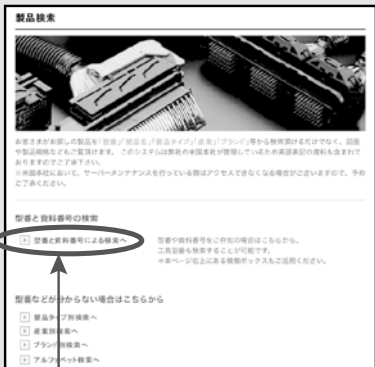 製品検索
お客さまがお探しの製品を「型番」「製品名」「製品タイプ」「産業」「ブランド」等から検索頂けるだけでなく、図面
や製品規格などもご覧頂けます。 このシステムは弊社の米国本社が管理しているため英語表記の資料も含まれて
おりますのでご了承下さい。
※米国本社において、サーバーメンテナンスを行っている際はアクセスできなくなる場合がございますので、予め
ご了承ください。
型番と資料番号の検索
型番と資料番号による検索へ
型番や資料番号をご存知の場合はこちらから。
工具型番も検索することが可能です。
※本ページ右上にある検索ボックスもご活用ください。
型番などが分からない場合はこちらから
製品タイプ別検索へ
産業別検索へ
ブランド別検索へ
アルファベット検索へ